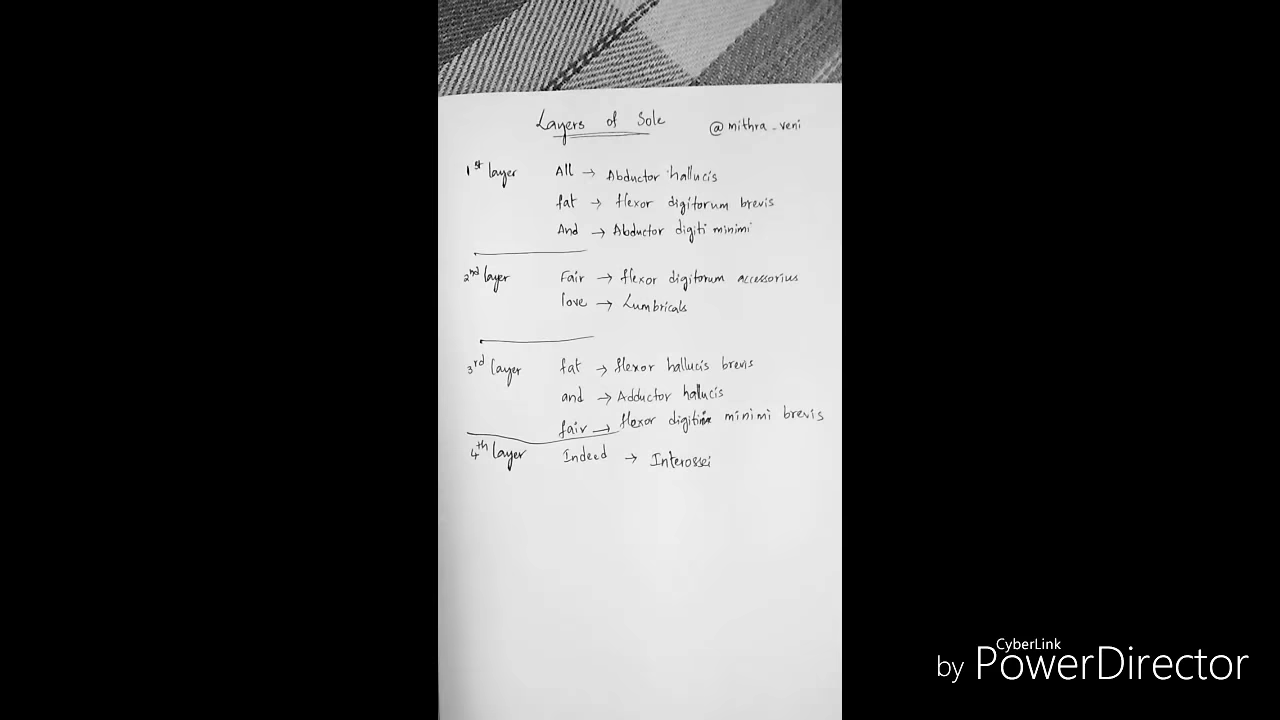 Layers of Sole
@mithra_veni
1st layer All → Abductor hallucis
fat → flexor digitorum brevis
And → Abductor digiti minimi
2nd layer Fair → flexor digitorum accessorius
love → Lumbricals
3rd layer fat → flexor hallucis brevis
and → Adductor hallucis
fair → flexor digiti minimi brevis
4th layer Indeed → Interossei
CyberLink
by PowerDirector